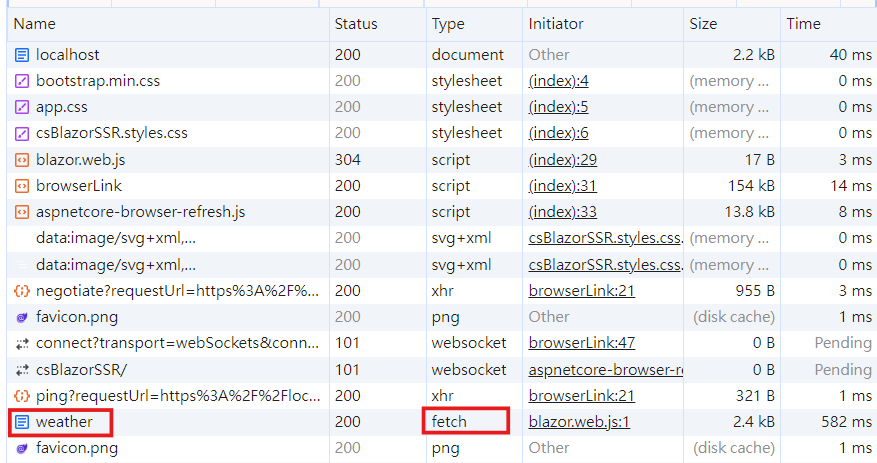 Name Status Type Initiator Size Time
localhost 200 document Other 2.2 kB 40 ms
bootstrap.min.css 200 stylesheet (index):4 (memory ... 0 ms
app.css 200 stylesheet (index):5 (memory ... 0 ms
csBlazorSSR.styles.css 200 stylesheet (index):6 (memory ... 0 ms
blazor.web.js 304 script (index):29 17 B 3 ms
browserLink 200 script (index):31 154 kB 14 ms
aspnetcore-browser-refresh.js 200 script (index):33 13.8 kB 8 ms
data:image/svg+xml,... 200 svg+xml csBlazorSSR.styles.css. (memory ... 0 ms
data:image/svg+xml,... 200 svg+xml csBlazorSSR.styles.css. (memory ... 0 ms
negotiate?requestUrl=https%3A%2F%... 200 xhr browserLink:21 955 B 3 ms
favicon.png 200 png Other (disk cache) 1 ms
connect?transport=webSockets&conn... 101 websocket browserLink:47 0 B Pending
csBlazorSSR/ 101 websocket aspnetcore-browser-re 0 B Pending
ping?requestUrl=https%3A%2F%2Floc... 200 xhr browserLink:21 321 B 1 ms
weather 200 fetch blazor.web.js:1 2.4 kB 582 ms
favicon.png 200 png Other (disk cache) 1 ms